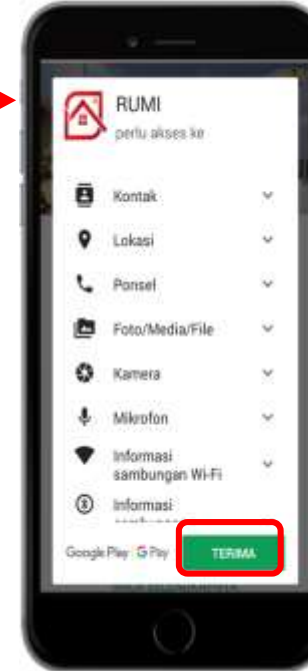 RUMI
perlu akses ke
Kontak
Lokasi
Ponsel
Foto/Media/File
Kamera
Mikrofon
Informasi
sambungan Wi-Fi
Informasi
Google Play G Pay
TERIMA